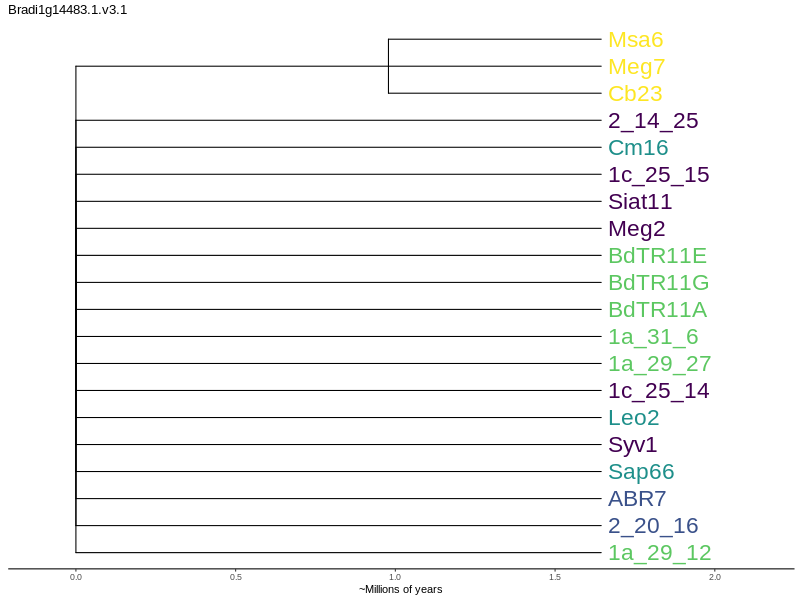 Bradi1g14483.1.v3.1
Msa6
Meg7
Cb23
2_14_25
Cm16
1c_25_15
Siat11
Meg2
BdTR11E
BdTR11G
BdTR11A
1a_31_6
1a_29_27
1c_25_14
Leo2
Syv1
Sap66
ABR7
2_20_16
1a_29_12
0.0 0.5 1.0 1.5 2.0
~Millions of years